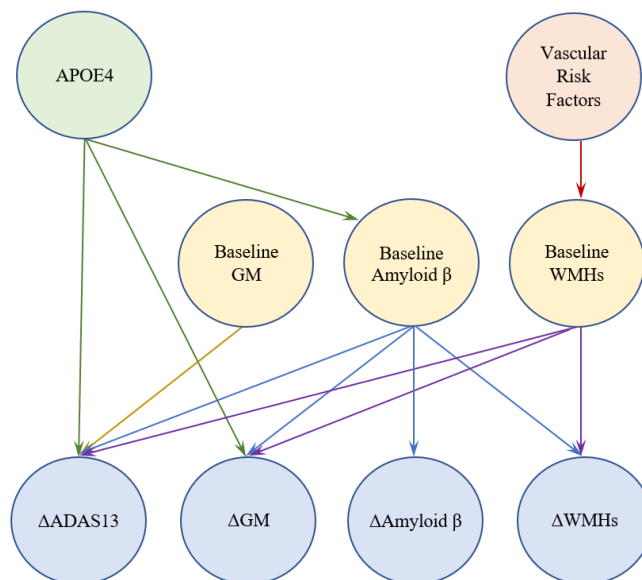 APOE4
Vascular
Risk
Factors
Baseline
GM
Baseline
Amyloid β
Baseline
WMHs
ΔADAS13
ΔGM
ΔAmyloid β
ΔWMHs